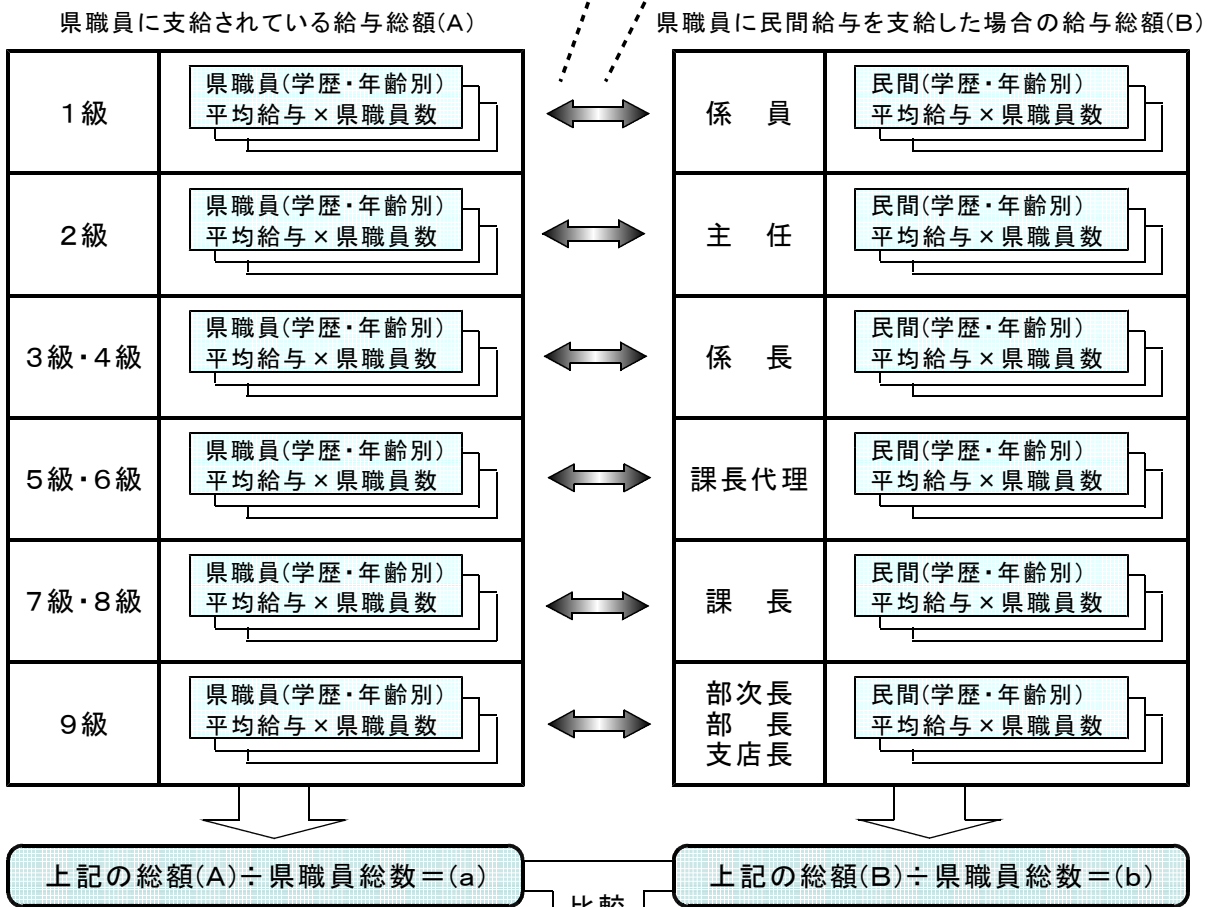 県職員に支給されている給与総額(A)
県職員に民間給与を支給した場合の給与総額(B)
1級
県職員(学歴・年齢別)
平均給与×県職員数
係　員
民間(学歴・年齢別)
平均給与×県職員数
2級
県職員(学歴・年齢別)
平均給与×県職員数
主　任
民間(学歴・年齢別)
平均給与×県職員数
3級・4級
県職員(学歴・年齢別)
平均給与×県職員数
係　長
民間(学歴・年齢別)
平均給与×県職員数
5級・6級
県職員(学歴・年齢別)
平均給与×県職員数
課長代理
民間(学歴・年齢別)
平均給与×県職員数
7級・8級
県職員(学歴・年齢別)
平均給与×県職員数
課　長
民間(学歴・年齢別)
平均給与×県職員数
9級
県職員(学歴・年齢別)
平均給与×県職員数
部次長
部　長
支店長
民間(学歴・年齢別)
平均給与×県職員数
上記の総額(A)÷県職員総数=(a)
上記の総額(B)÷県職員総数=(b)
比較